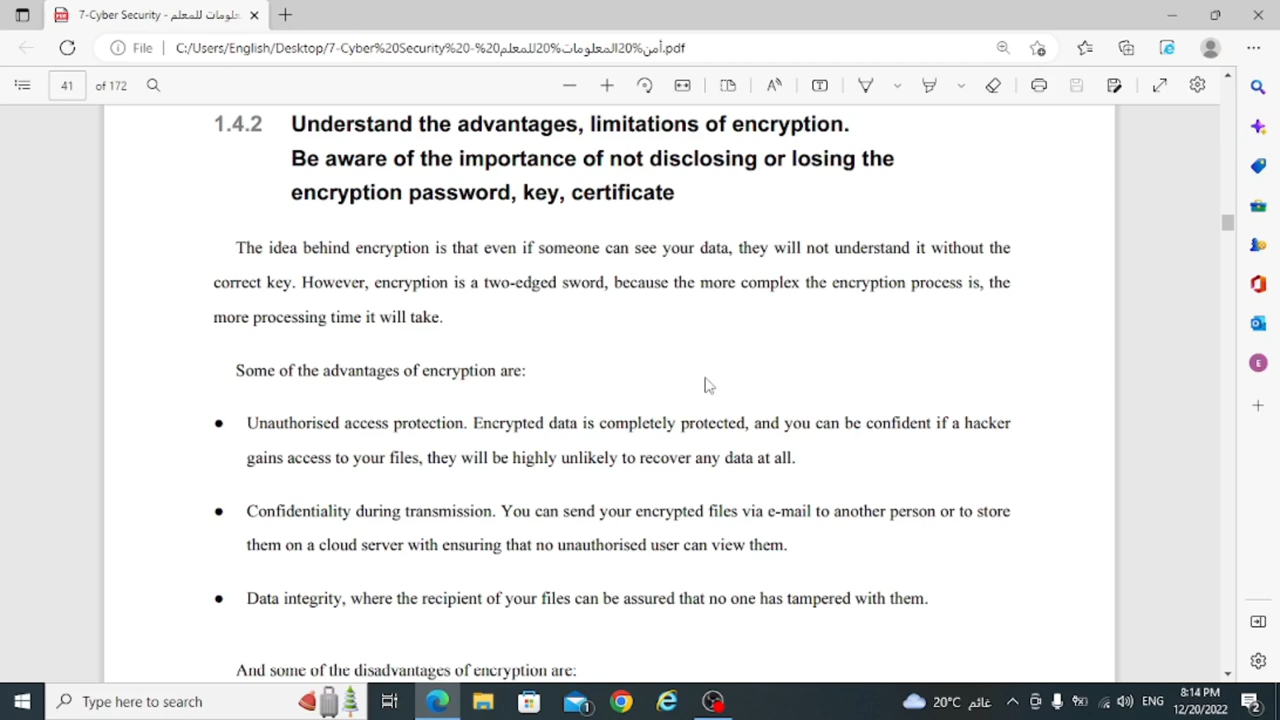 7-Cyber Security - أمن المعلومات للمعلم
File
C:/Users/English/Desktop/7-Cyber%20Security%20-%20أمن%20المعلومات%20للمعلم.pdf
41 of 172
1.4.2 Understand the advantages, limitations of encryption.
Be aware of the importance of not disclosing or losing the
encryption password, key, certificate
The idea behind encryption is that even if someone can see your data, they will not understand it without the
correct key. However, encryption is a two-edged sword, because the more complex the encryption process is, the
more processing time it will take.
Some of the advantages of encryption are:
● Unauthorised access protection. Encrypted data is completely protected, and you can be confident if a hacker
gains access to your files, they will be highly unlikely to recover any data at all.
● Confidentiality during transmission. You can send your encrypted files via e-mail to another person or to store
them on a cloud server with ensuring that no unauthorised user can view them.
● Data integrity, where the recipient of your files can be assured that no one has tampered with them.
And some of the disadvantages of encryption are:
E
Type here to search
1
20°C غائم
ENG
8:14 PM
12/20/2022
2